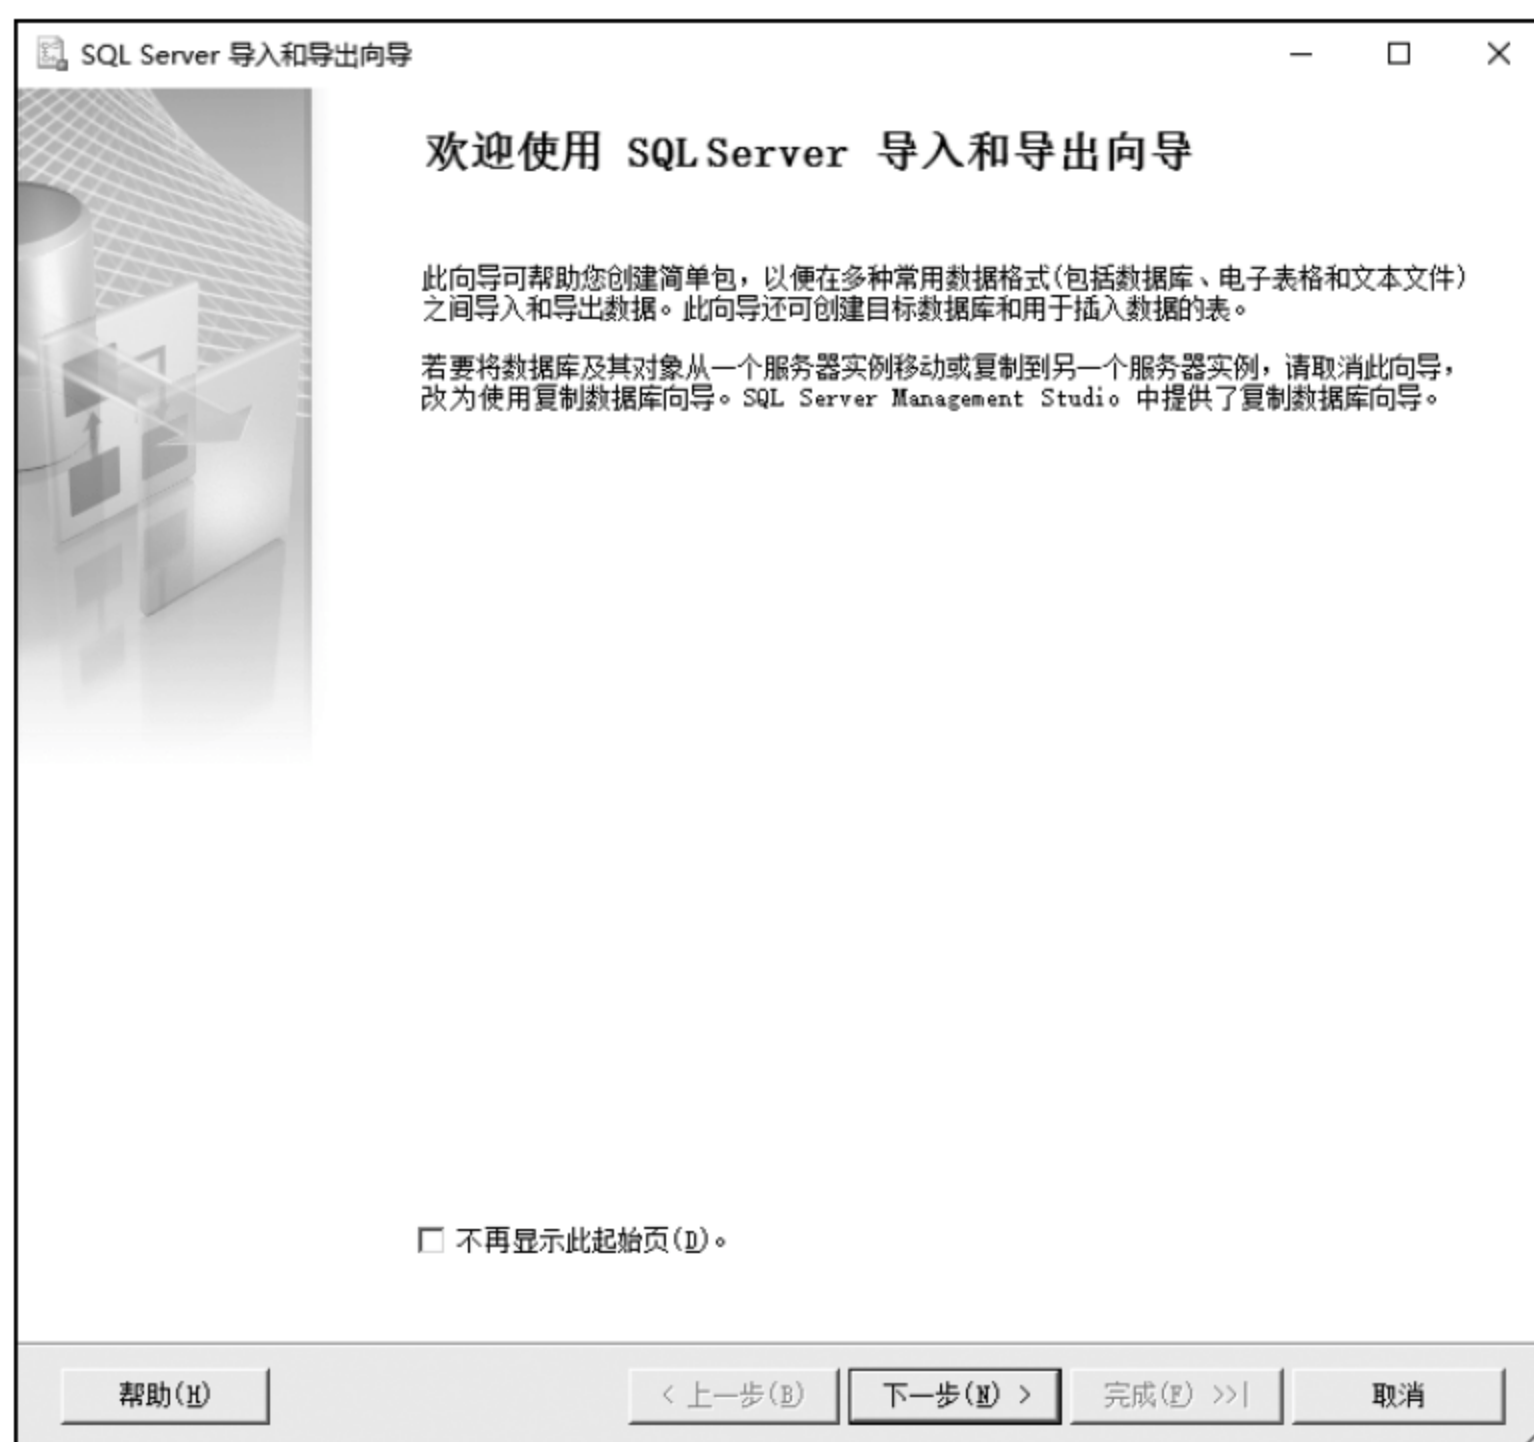 SQL Server 导入和导出向导
欢迎使用 SQL Server 导入和导出向导
此向导可帮助您创建简单包，以便在多种常用数据格式(包括数据库、电子表格和文本文件)
之间导入和导出数据。此向导还可创建目标数据库和用于插入数据的表。
若要将数据库及其对象从一个服务器实例移动或复制到另一个服务器实例，请取消此向导，
改为使用复制数据库向导。SQL Server Management Studio 中提供了复制数据库向导。
不再显示此起始页(D)。
帮助(H) < 上一步(B) 下一步(N) > 完成(F) >>| 取消